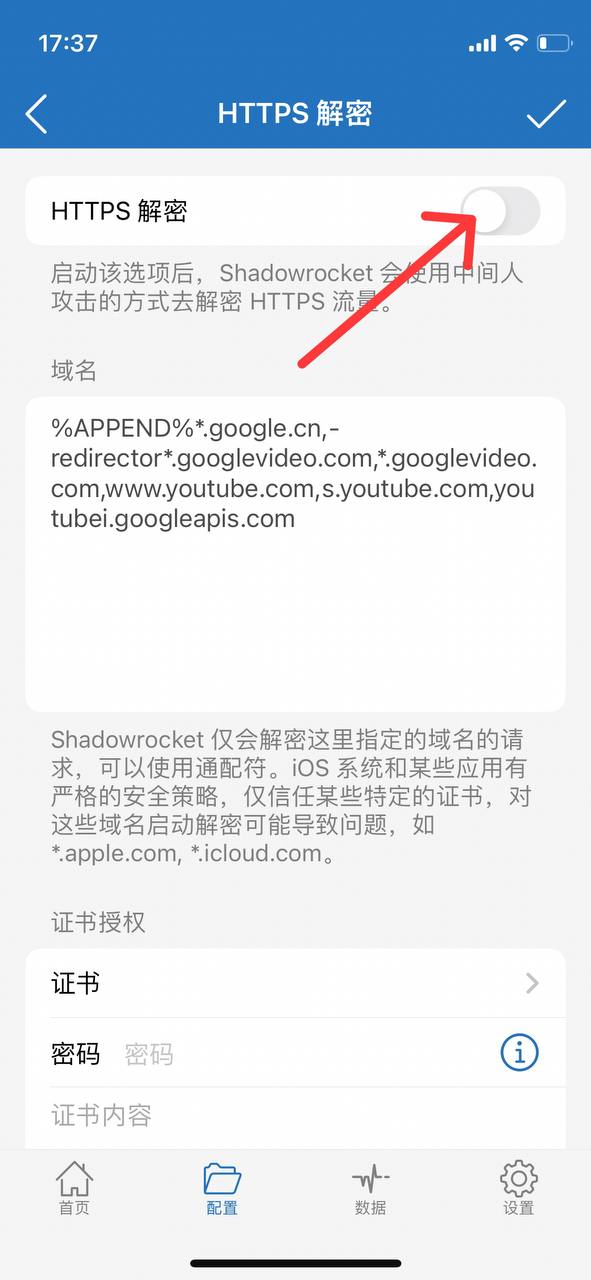 17:37
HTTPS 解密
HTTPS 解密
启动该选项后，Shadowrocket 会使用中间人
攻击的方式去解密 HTTPS 流量。
域名
%APPEND%*.google.cn,-
redirector*.googlevideo.com,*.googlevideo.
com,www.youtube.com,s.youtube.com,you
tubei.googleapis.com
Shadowrocket 仅会解密这里指定的域名的请
求，可以使用通配符。iOS 系统和某些应用有
严格的安全策略，仅信任某些特定的证书，对
这些域名启动解密可能导致问题，如
*.apple.com, *.icloud.com。
证书授权
证书
密码 密码
证书内容
首页 配置 数据 设置